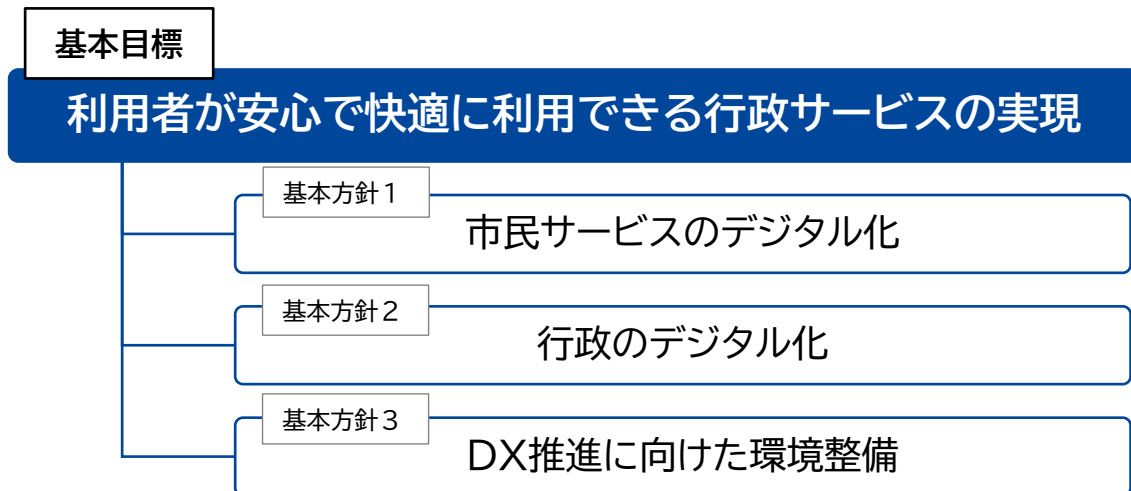 基本目標
利用者が安心で快適に利用できる行政サービスの実現
基本方針1
市民サービスのデジタル化
基本方針2
行政のデジタル化
基本方針3
DX推進に向けた環境整備